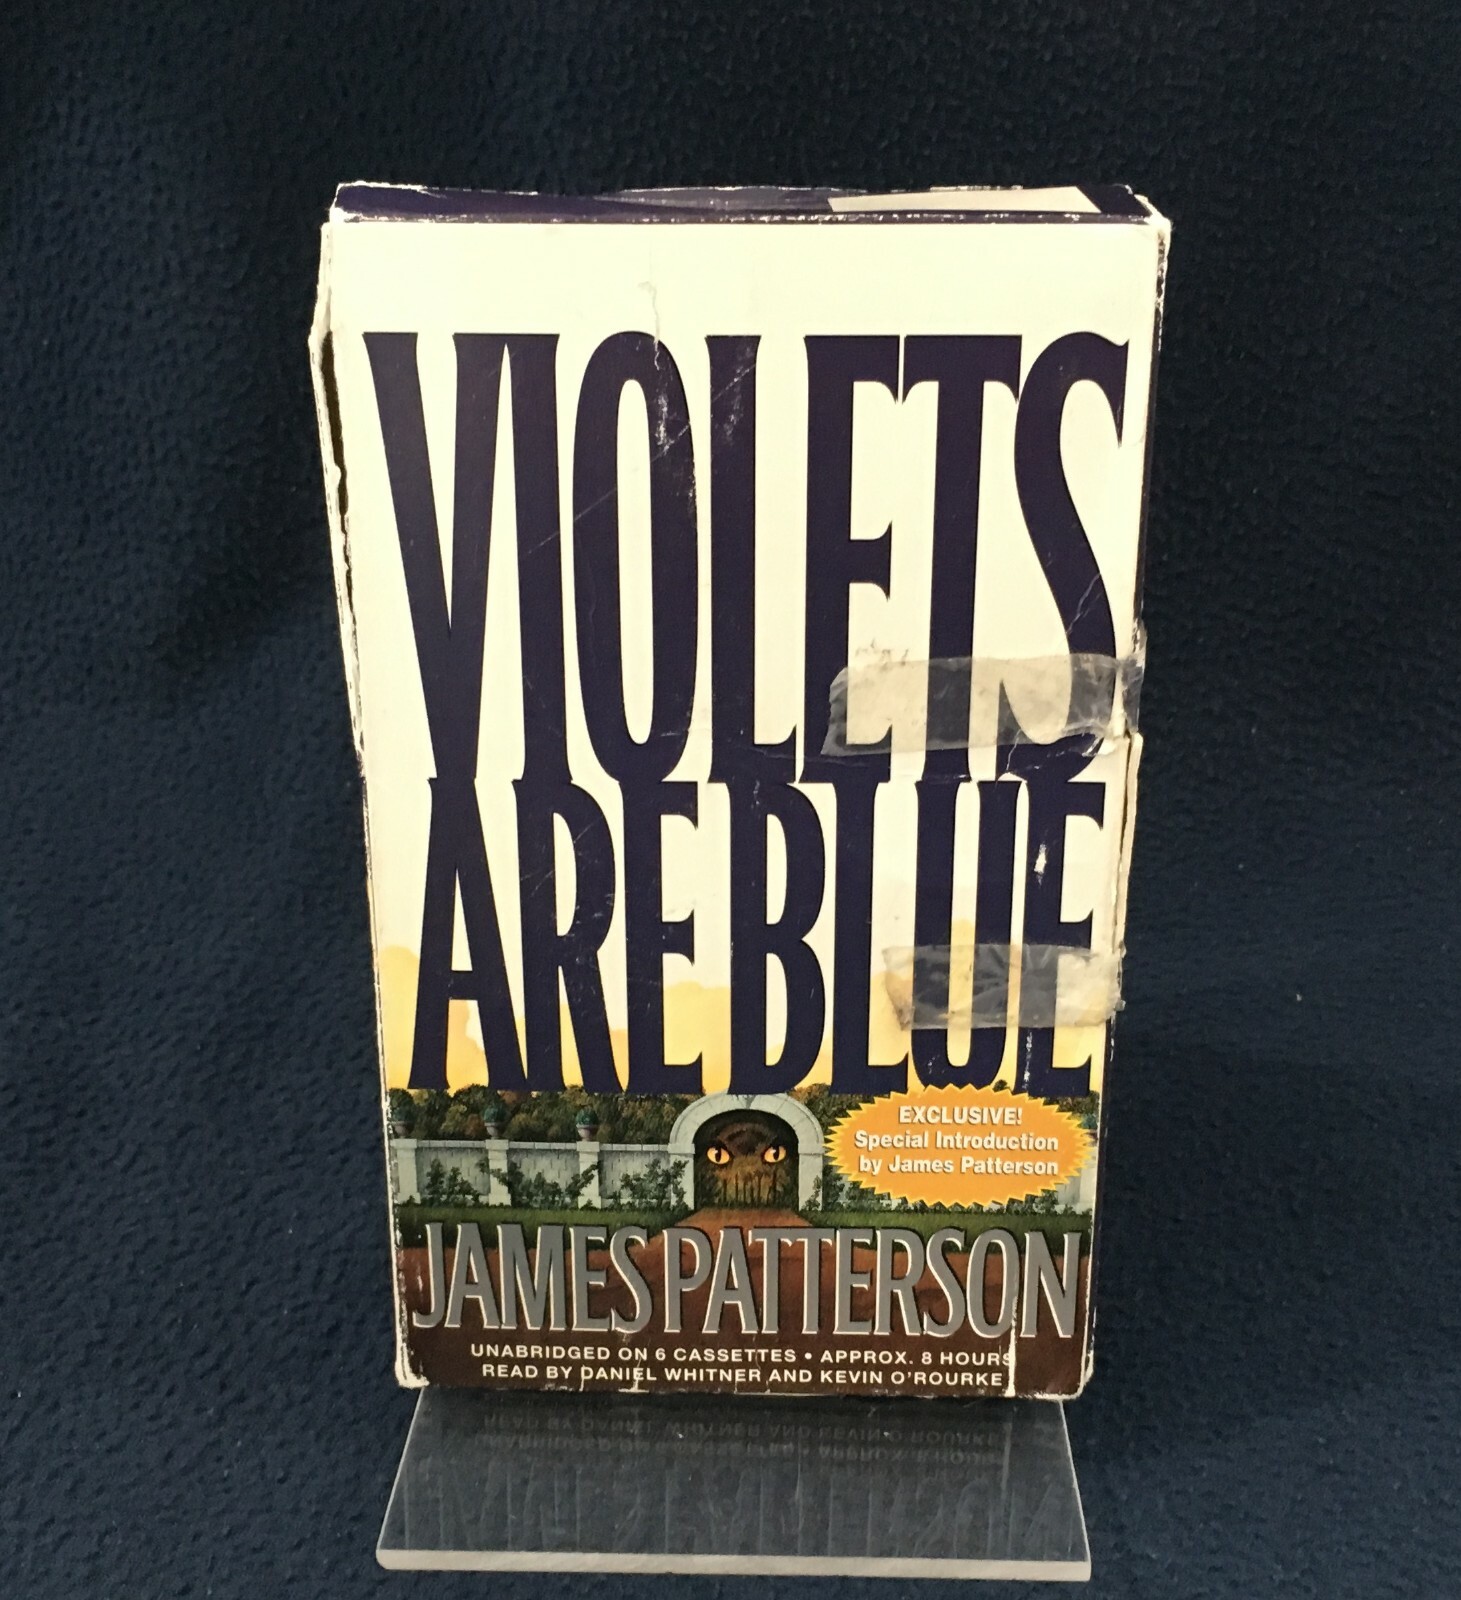 VIOLETS
ARE BLUE
EXCLUSIVE!
Special Introduction
by James Patterson
JAMES PATTERSON
UNABRIDGED ON 6 CASSETTES • APPROX. 8 HOURS
READ BY DANIEL WHITNER AND KEVIN O'ROURKE